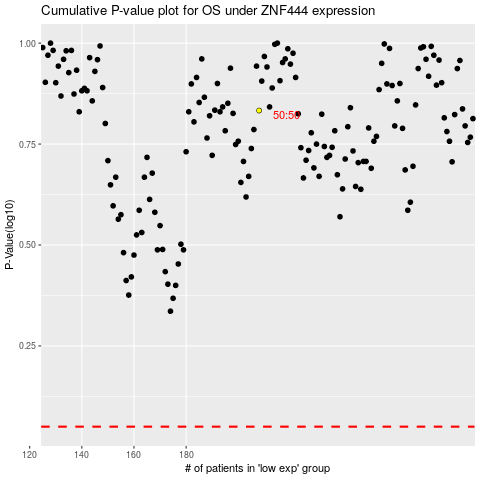 Cumulative P-value plot for OS under ZNF444 expression
P-Value(log10)
1.00
0.75
0.50
0.25
50:50
120 140 160 180
# of patients in 'low exp' group